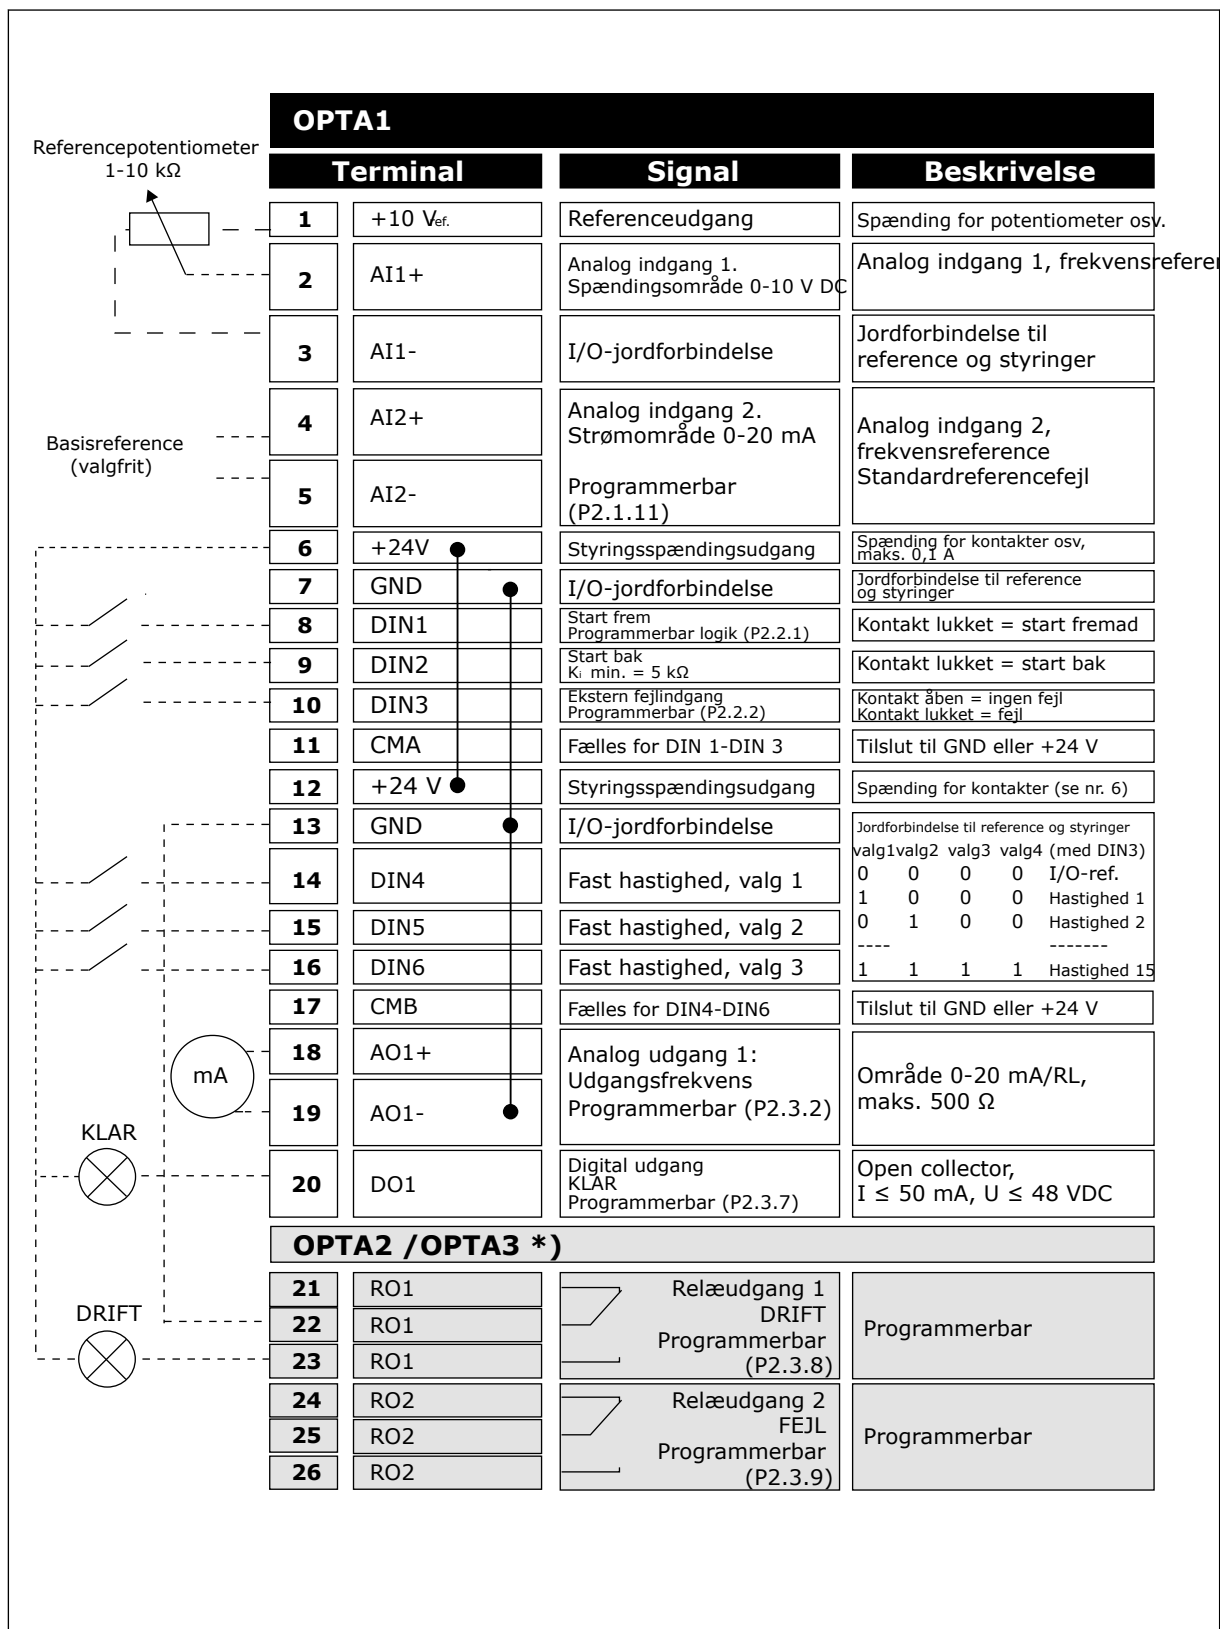 OPTA1
Referencepotentiometer
1-10 kΩ
Terminal Signal Beskrivelse
1 +10 Vef. Referenceudgang Spænding for potentiometer osv.
2 AI1+ Analog indgang 1.
Spændingsområde 0-10 V DC
Analog indgang 1, frekvensreferen
3 AI1- I/O-jordforbindelse Jordforbindelse til
reference og styringer
Basisreference
(valgfrit)
4 AI2+ Analog indgang 2.
Strømområde 0-20 mA
5 AI2- Programmerbar
(P2.1.11)
Analog indgang 2,
frekvensreference
Standardreferencefejl
6 +24V Styringsspændingsudgang Spænding for kontakter osv,
maks. 0,1 A
7 GND I/O-jordforbindelse Jordforbindelse til reference
og styringer
8 DIN1 Start frem
Programmerbar logik (P2.2.1)
Kontakt lukket = start fremad
9 DIN2 Start bak
Ki min. = 5 kΩ
Kontakt lukket = start bak
10 DIN3 Ekstern fejlindgang
Programmerbar (P2.2.2)
Kontakt åben = ingen fejl
Kontakt lukket = fejl
11 CMA Fælles for DIN 1-DIN 3 Tilslut til GND eller +24 V
12 +24 V Styringsspændingsudgang Spænding for kontakter (se nr. 6)
13 GND I/O-jordforbindelse Jordforbindelse til reference og styringer
14 DIN4 Fast hastighed, valg 1
15 DIN5 Fast hastighed, valg 2
16 DIN6 Fast hastighed, valg 3
valg1 valg2 valg3 valg4 (med DIN3)
0 0 0 0 I/O-ref.
1 0 0 0 Hastighed 1
0 1 0 0 Hastighed 2
---- -------
1 1 1 1 Hastighed 15
17 CMB Fælles for DIN4-DIN6 Tilslut til GND eller +24 V
mA
18 AO1+ Analog udgang 1:
Udgangsfrekvens
19 AO1- Programmerbar (P2.3.2)
Område 0-20 mA/RL,
maks. 500 Ω
KLAR
20 DO1 Digital udgang
KLAR
Programmerbar (P2.3.7)
Open collector,
I ≤ 50 mA, U ≤ 48 VDC
OPTA2 /OPTA3 *)
DRIFT
21 RO1
22 RO1
23 RO1
Relæudgang 1
DRIFT
Programmerbar
(P2.3.8)
Programmerbar
24 RO2
25 RO2
26 RO2
Relæudgang 2
FEJL
Programmerbar
(P2.3.9)
Programmerbar